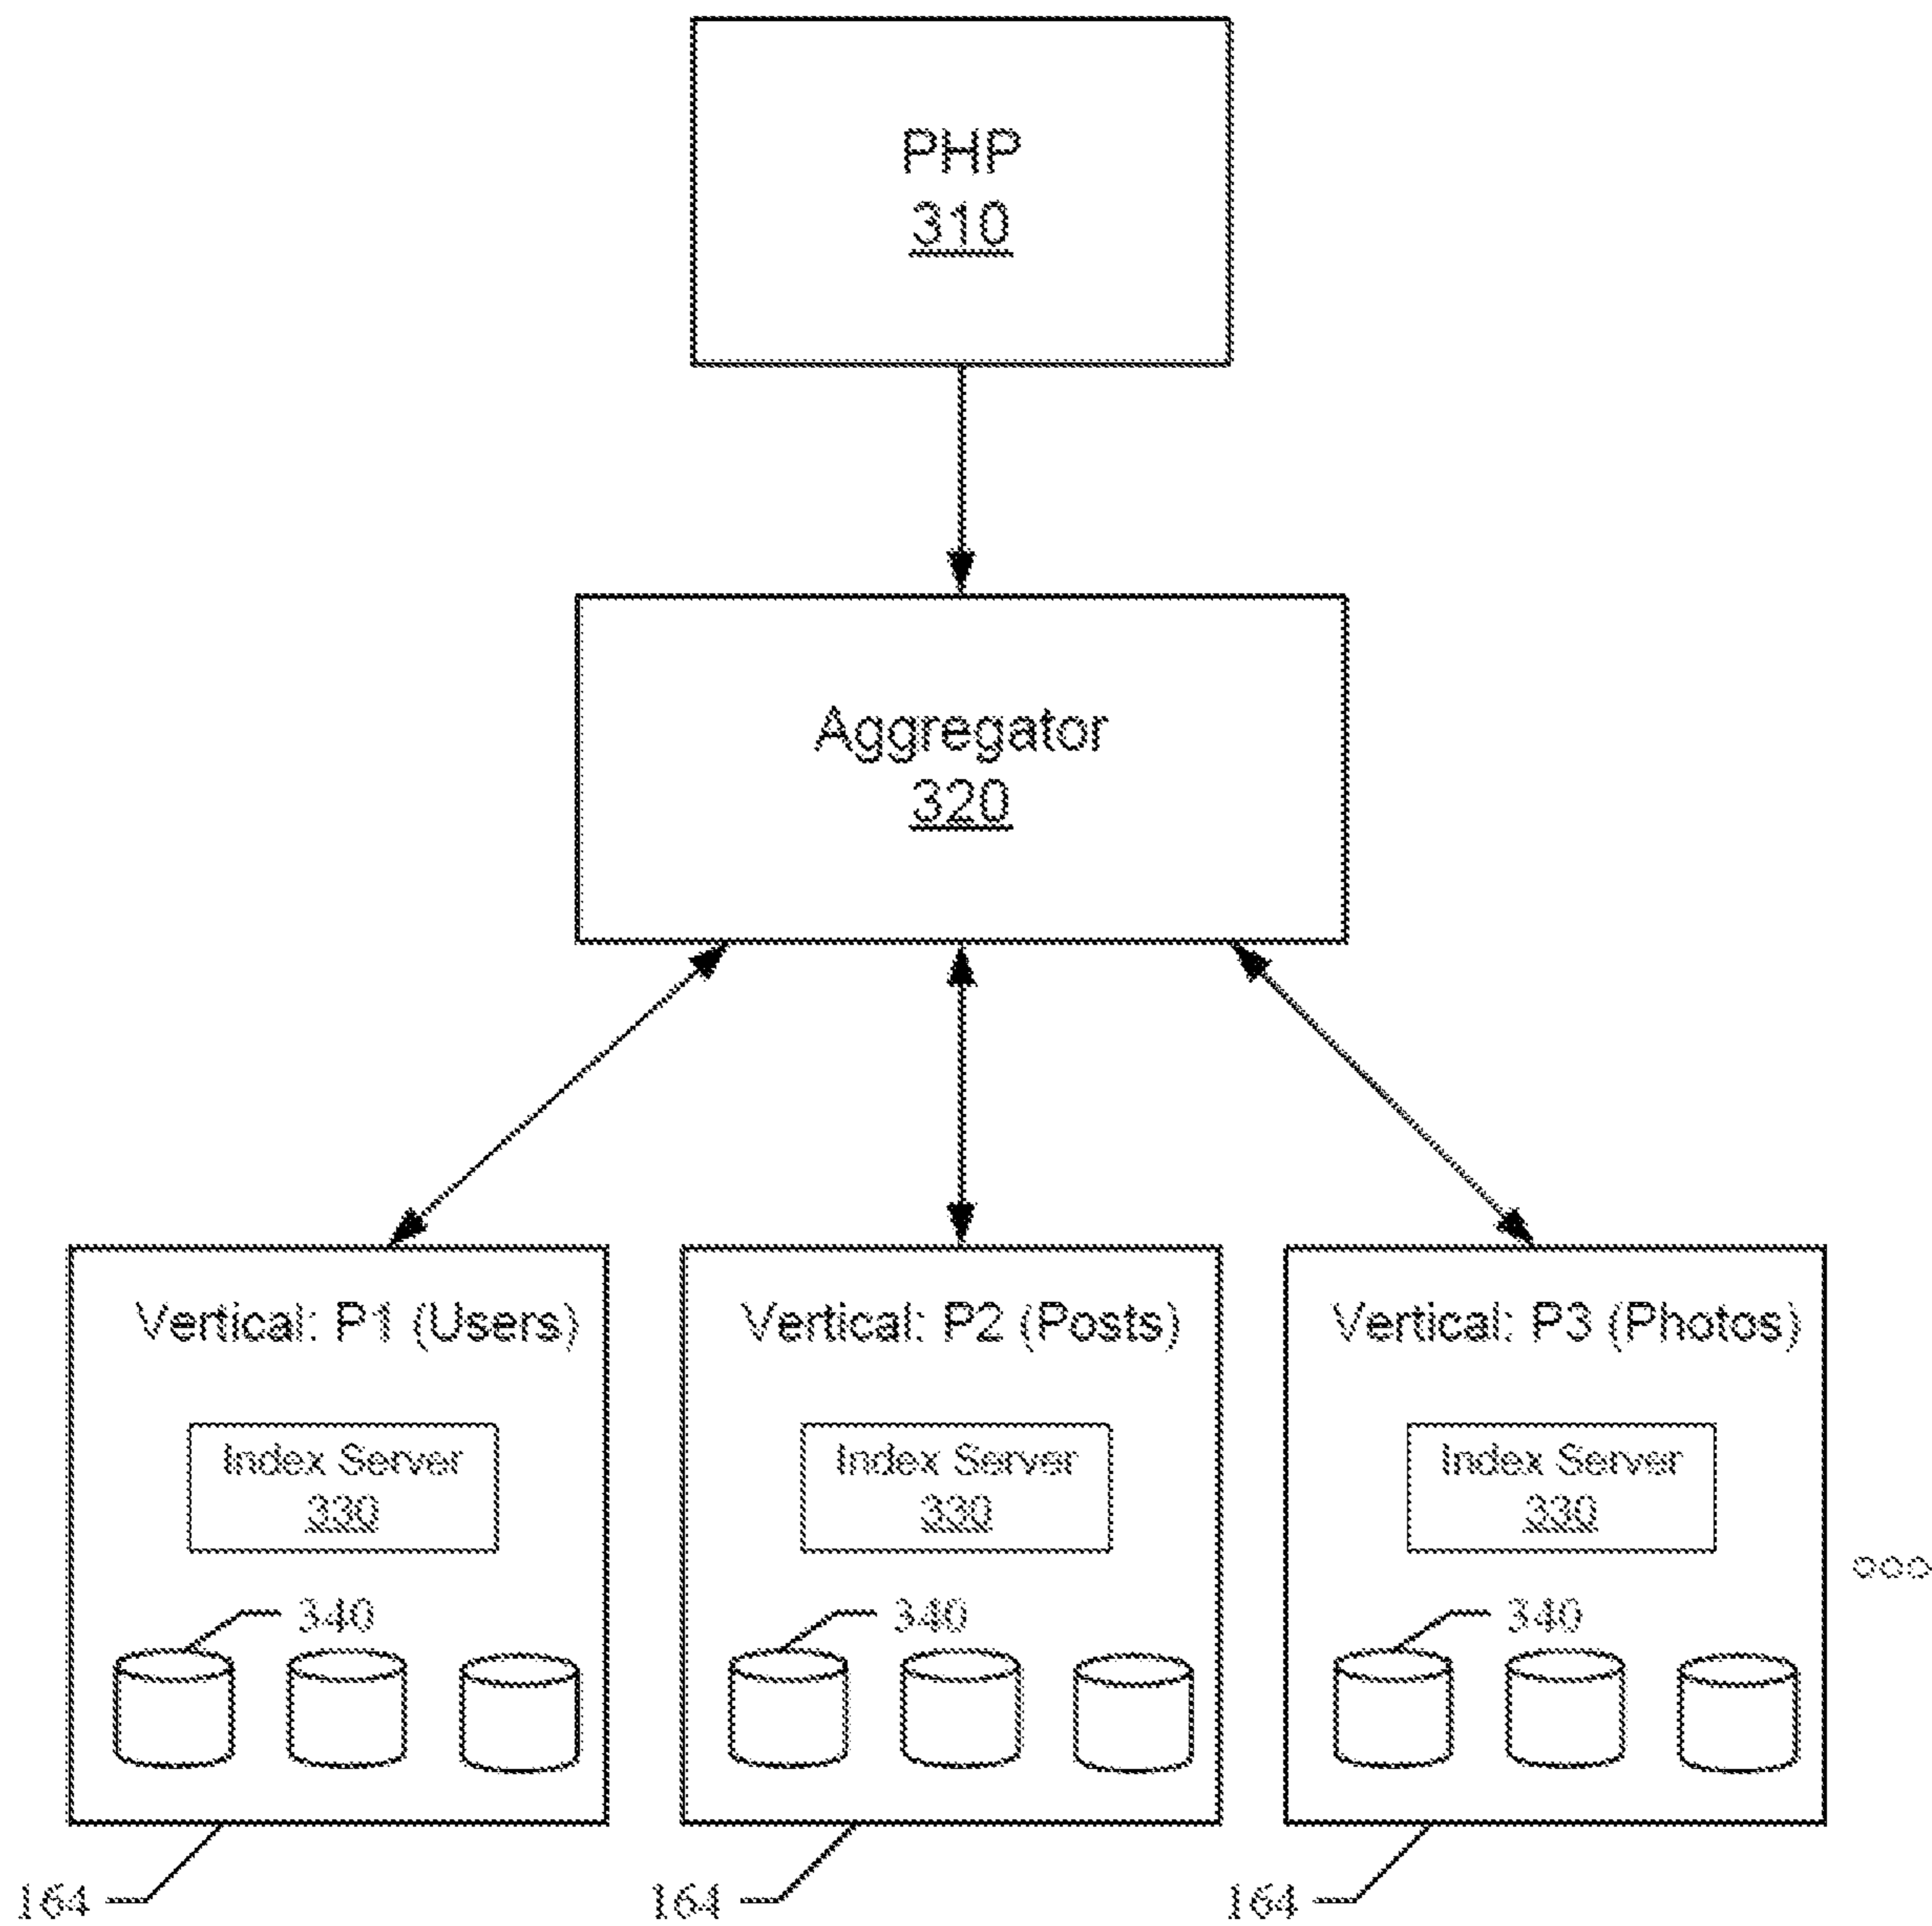 PHP
310
Aggregator
320
Vertical: P1 (Users)
Index Server
330
340
164
Vertical: P2 (Posts)
Index Server
330
340
164
Vertical: P3 (Photos)
Index Server
330
340
164